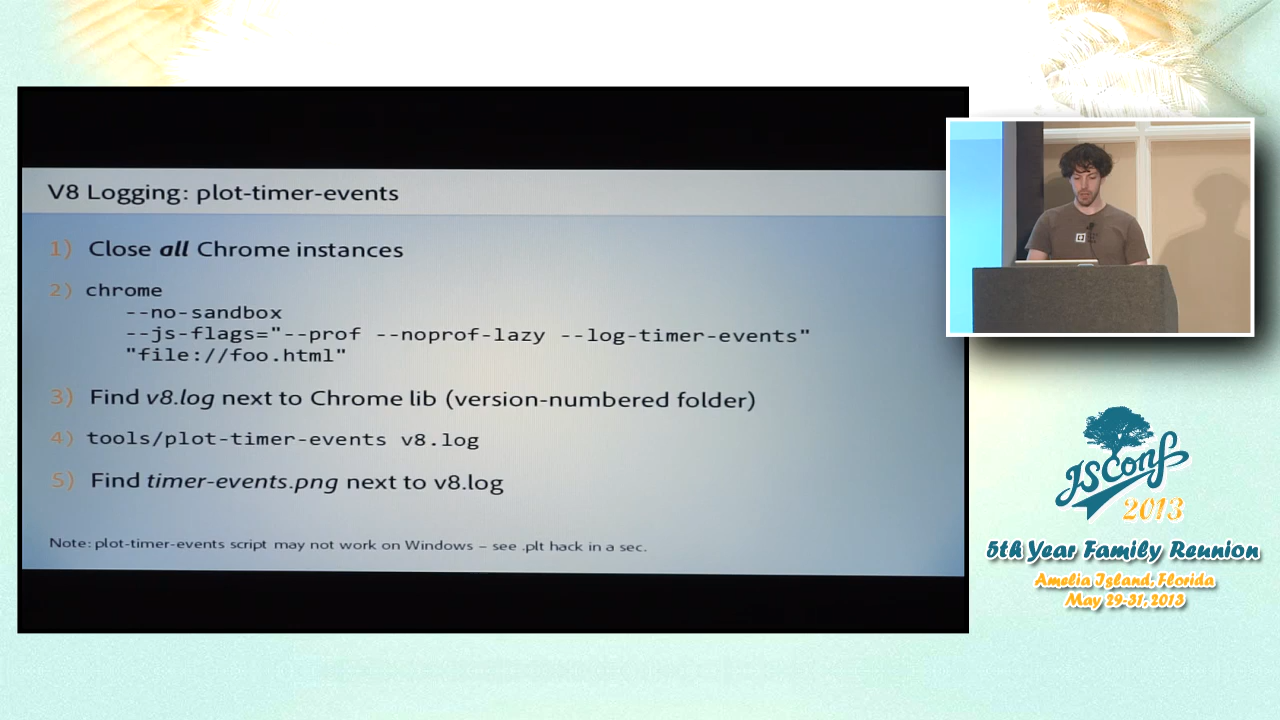 V8 Logging: plot-timer-events
1) Close all Chrome instances
2) chrome
--no-sandbox
--js-flags="--prof --noprof-lazy --log-timer-events"
"file://foo.html"
3) Find v8.log next to Chrome lib (version-numbered folder)
4) tools/plot-timer-events v8.log
5) Find timer-events.png next to v8.log
Note: plot-timer-events script may not work on Windows – see .plt hack in a sec.
JSConf
2013
5th Year Family Reunion
Amelia Island, Florida
May 29-31, 2013